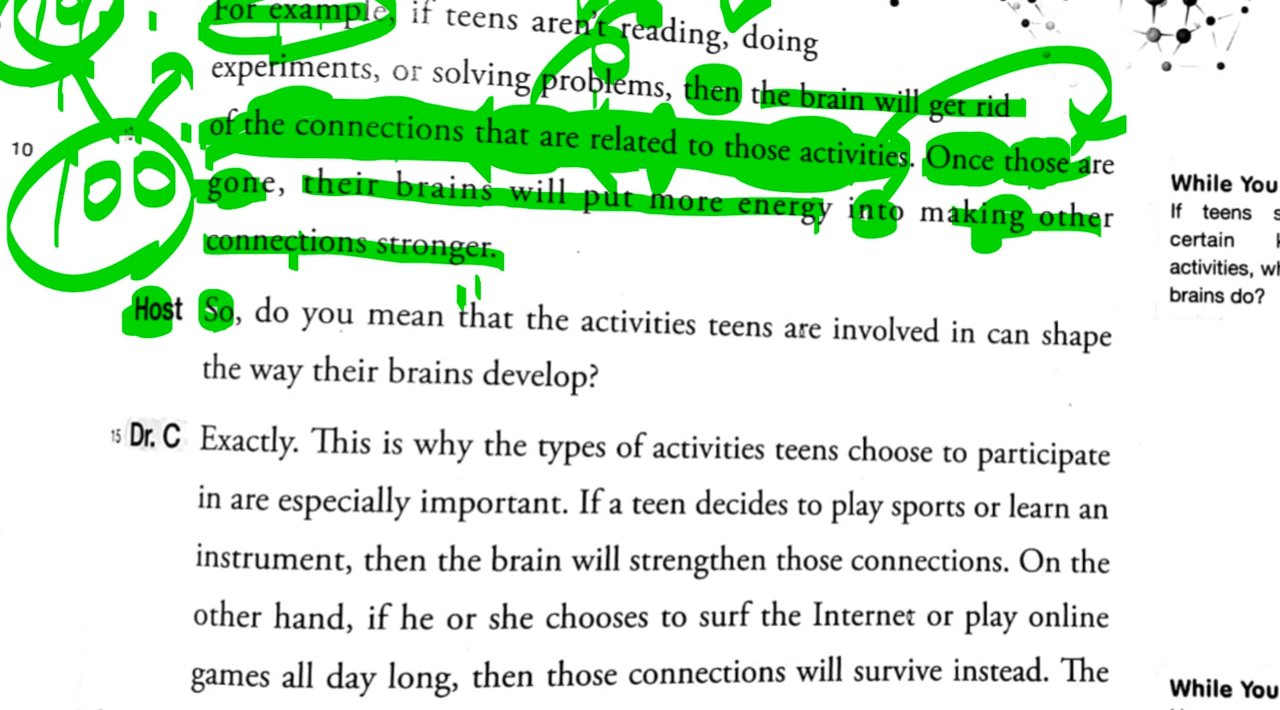 For example, if teens aren't reading, doing
experiments, or solving problems, then the brain will get rid
10
of the connections that are related to those activities. Once those are
gone, their brains will put more energy into making other
connections stronger.
Host So, do you mean that the activities teens are involved in can shape
the way their brains develop?
15 Dr. C Exactly. This is why the types of activities teens choose to participate
in are especially important. If a teen decides to play sports or learn an
instrument, then the brain will strengthen those connections. On the
other hand, if he or she chooses to surf the Internet or play online
games all day long, then those connections will survive instead. The
While You
If teens
certain
activities,
brains do?
While You